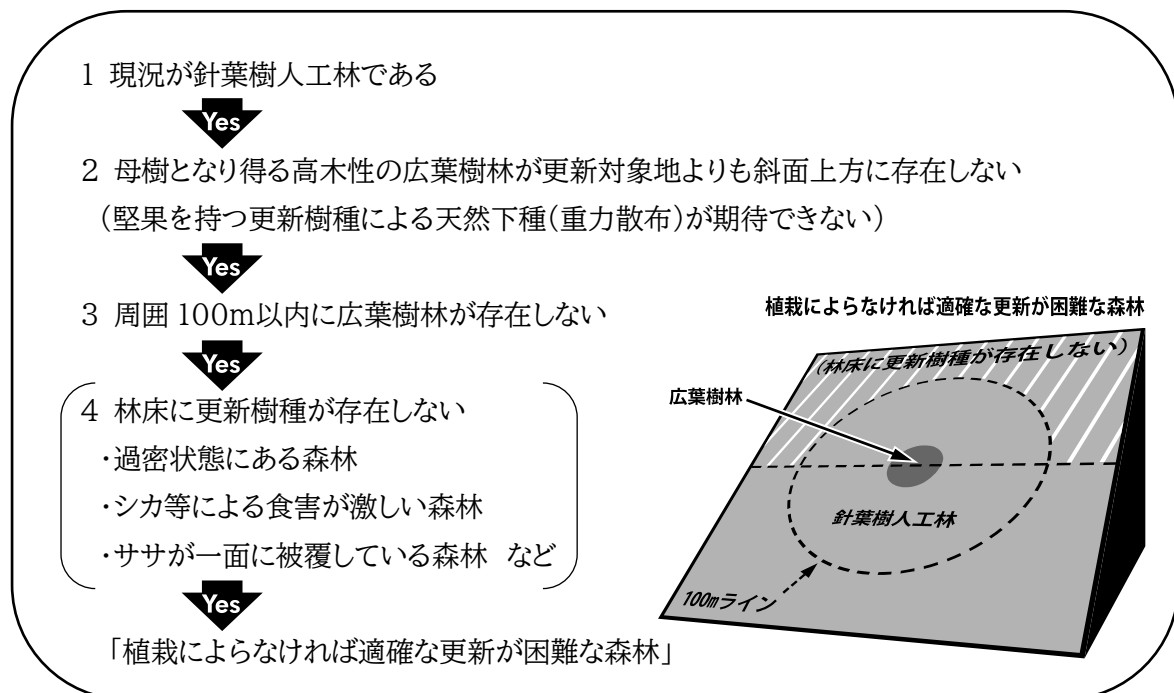 1 現況が針葉樹人工林である
Yes
2 母樹となり得る高木性の広葉樹林が更新対象地よりも斜面上方に存在しない
（堅果を持つ更新樹種による天然下種（重力散布）が期待できない）
Yes
3 周囲 100m以内に広葉樹林が存在しない
Yes
4 林床に更新樹種が存在しない
・過密状態にある森林
・シカ等による食害が激しい森林
・ササが一面に被覆している森林 など
Yes
「植栽によらなければ適確な更新が困難な森林」
植栽によらなければ適確な更新が困難な森林
（林床に更新樹種が存在しない）
広葉樹林
針葉樹人工林
100mライン